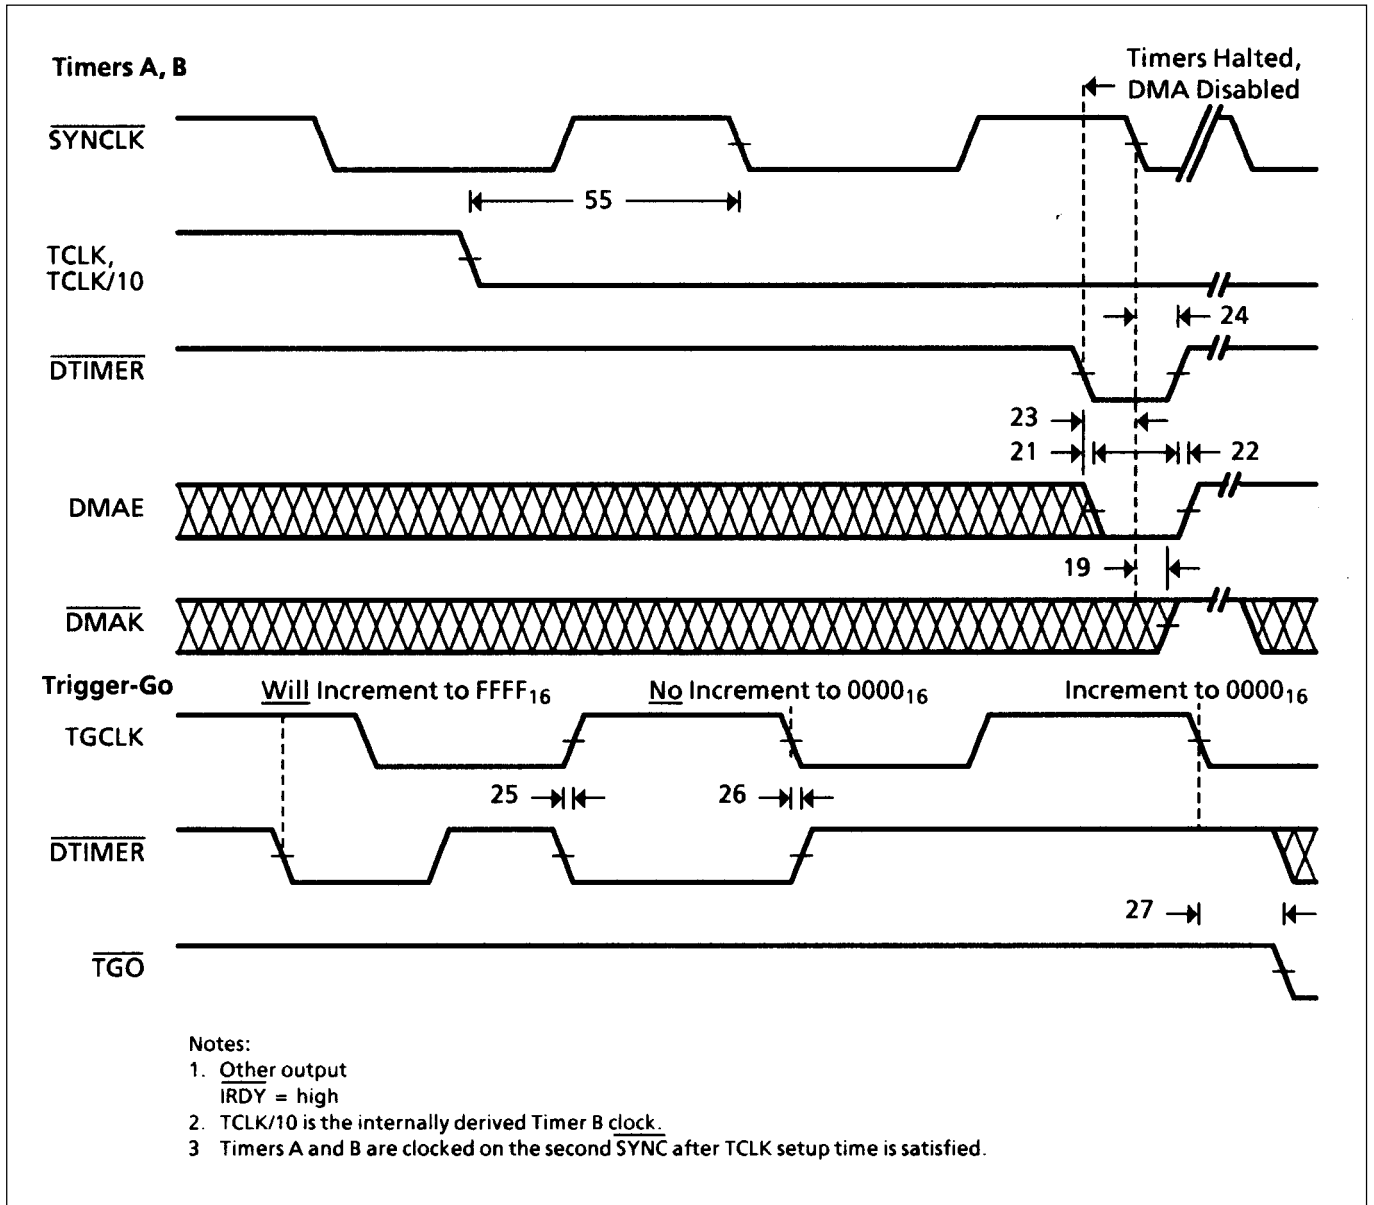 Timers A, B
Timers Halted,
DMA Disabled
SYNCLK
55
TCLK,
TCLK/10
24
DTIMER
23
21
22
DMAE
19
DMAK
Trigger-Go
Will Increment to FFFF₁₆
No Increment to 0000₁₆
Increment to 0000₁₆
TGCLK
25
26
DTIMER
27
TGO
Notes:
1. Other output
IRDY = high
2. TCLK/10 is the internally derived Timer B clock.
3 Timers A and B are clocked on the second SYNC after TCLK setup time is satisfied.